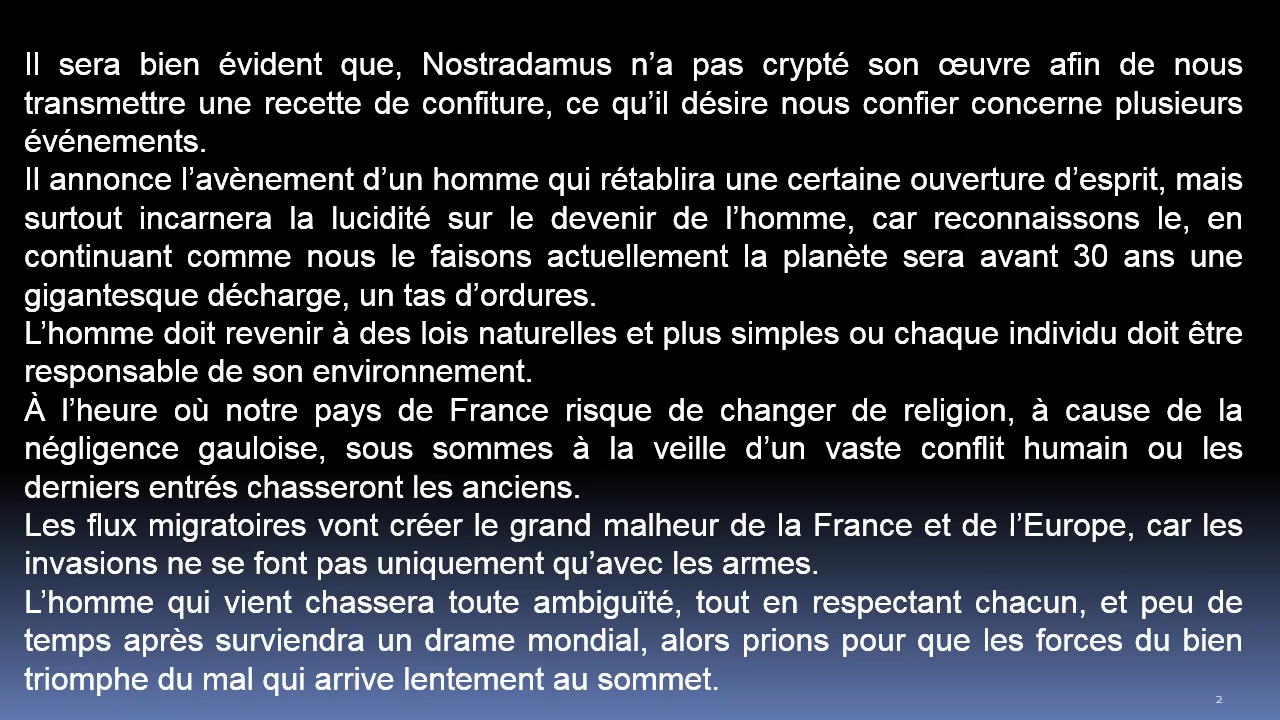 Il sera bien évident que, Nostradamus n’a pas crypté son œuvre afin de nous
transmettre une recette de confiture, ce qu’il désire nous confier concerne plusieurs
événements.
Il annonce l’avènement d’un homme qui rétablira une certaine ouverture d’esprit, mais
surtout incarnera la lucidité sur le devenir de l’homme, car reconnaissons le, en
continuant comme nous le faisons actuellement la planète sera avant 30 ans une
gigantesque décharge, un tas d’ordures.
L’homme doit revenir à des lois naturelles et plus simples ou chaque individu doit être
responsable de son environnement.
À l’heure où notre pays de France risque de changer de religion, à cause de la
négligence gauloise, sous sommes à la veille d’un vaste conflit humain ou les
derniers entrés chasseront les anciens.
Les flux migratoires vont créer le grand malheur de la France et de l’Europe, car les
invasions ne se font pas uniquement qu’avec les armes.
L’homme qui vient chassera toute ambiguïté, tout en respectant chacun, et peu de
temps après surviendra un drame mondial, alors prions pour que les forces du bien
triomphe du mal qui arrive lentement au sommet.
2